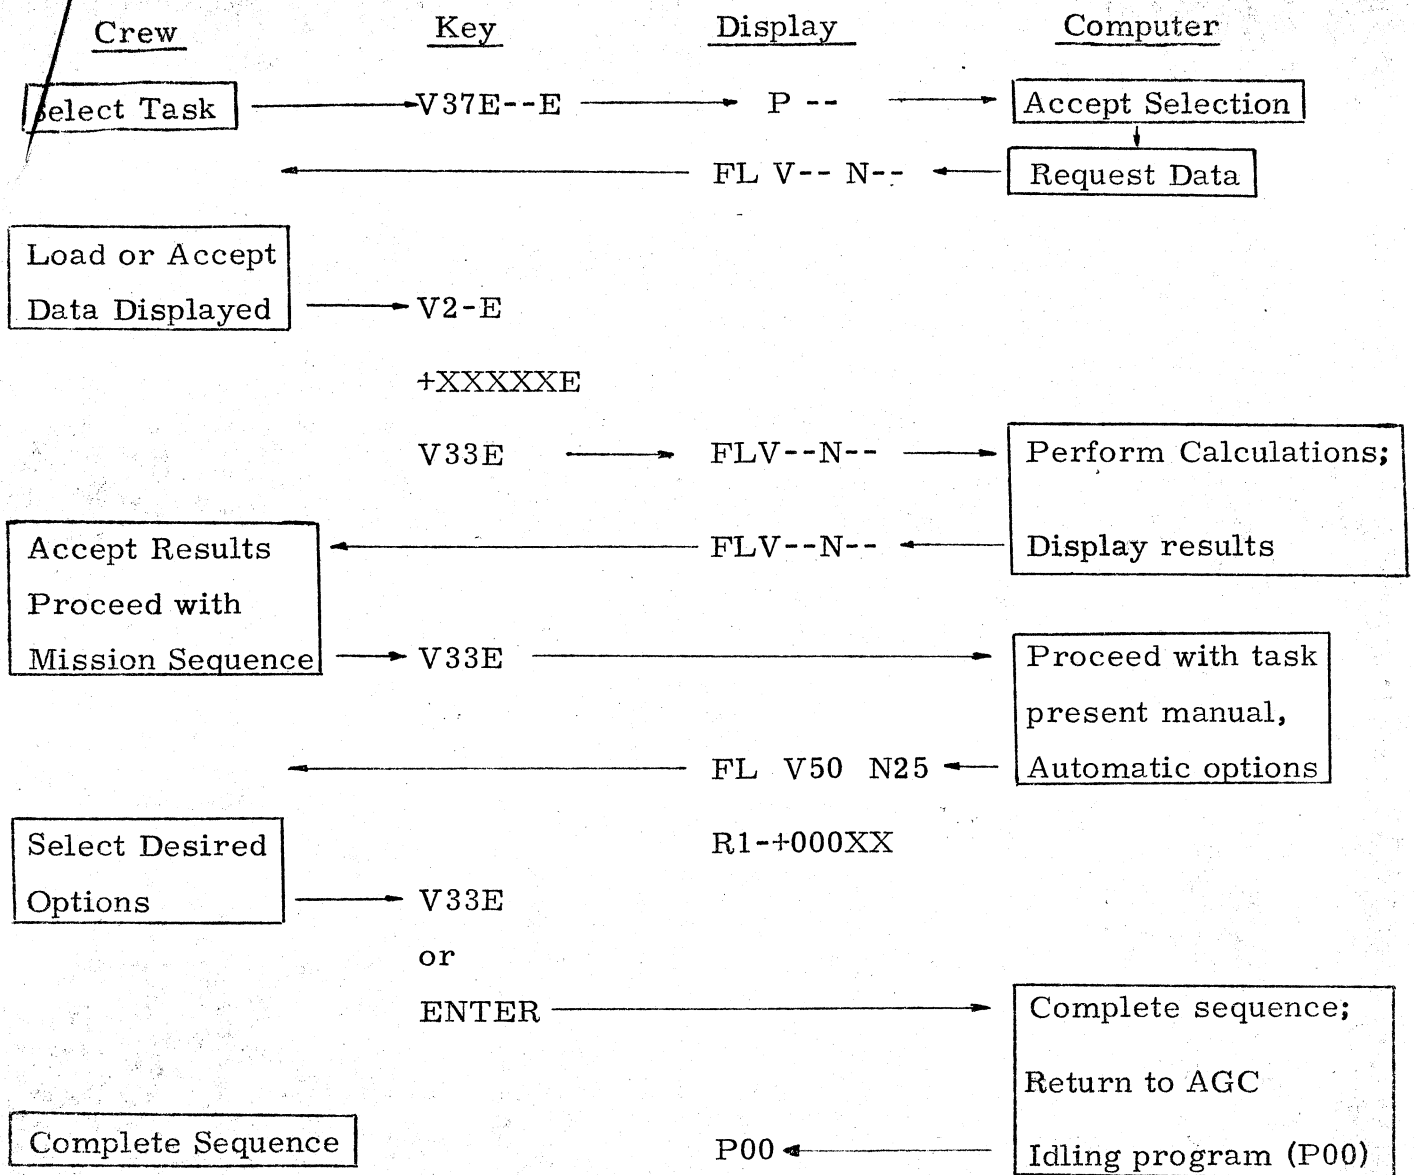 Crew Key Display Computer
Select Task V37E--E P -- Accept Selection
FL V-- N-- Request Data
Load or Accept
Data Displayed V2-E
+XXXXXE
V33E FLV--N-- Perform Calculations;
Accept Results FLV--N-- Display results
Proceed with
Mission Sequence V33E Proceed with task
present manual,
FL V50 N25 Automatic options
Select Desired R1-+000XX
Options V33E
or
ENTER Complete sequence;
Return to AGC
Complete Sequence P00 Idling program (P00)